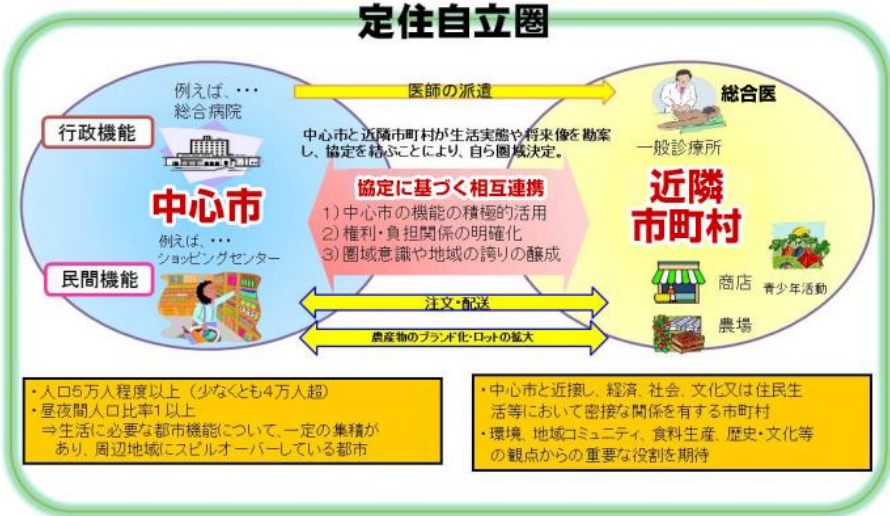 定住自立圏
例えば、・・・
総合病院
行政機能
中心市
例えば、・・・
ショッピングセンター
民間機能
医師の派遣
中心市と近隣市町村が生活実態や将来像を勘案
し、協定を結ぶことにより、自ら圏域決定。
協定に基づく相互連携
1)中心市の機能の積極的活用
2)権利・負担関係の明確化
3)圏域意識や地域の誇りの醸成
注文・配送
農産物のブランド化・ロットの拡大
総合医
一般診療所
近隣
市町村
商店
青少年活動
農場
・人口5万人程度以上（少なくとも4万人超）
・昼夜間人口比率1以上
⇒生活に必要な都市機能について、一定の集積が
あり、周辺地域にスピルオーバーしている都市
・中心市と近接し、経済、社会、文化又は住民生
活等において密接な関係を有する市町村
・環境、地域コミュニティ、食料生産、歴史・文化等
の観点からの重要な役割を期待